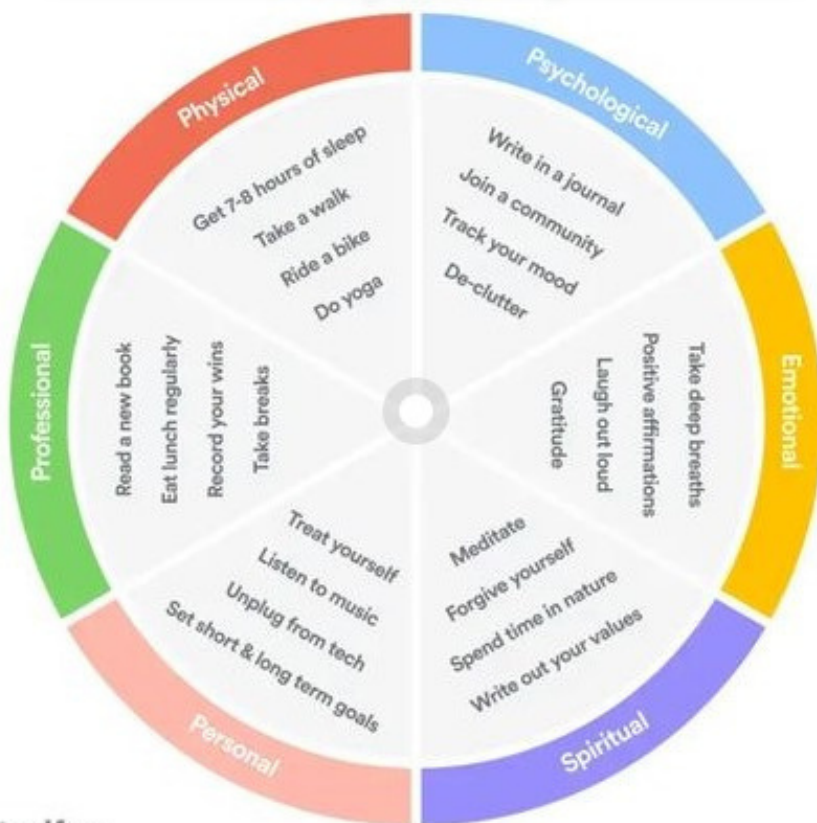 Physical
Get 7-8 hours of sleep
Take a walk
Ride a bike
Do yoga
Psychological
Write in a journal
Join a community
Track your mood
De-clutter
Emotional
Take deep breaths
Positive affirmations
Laugh out loud
Gratitude
Spiritual
Meditate
Forgive yourself
Spend time in nature
Write out your values
Personal
Treat yourself
Listen to music
Unplug from tech
Set short & long term goals
Professional
Read a new book
Eat lunch regularly
Record your wins
Take breaks